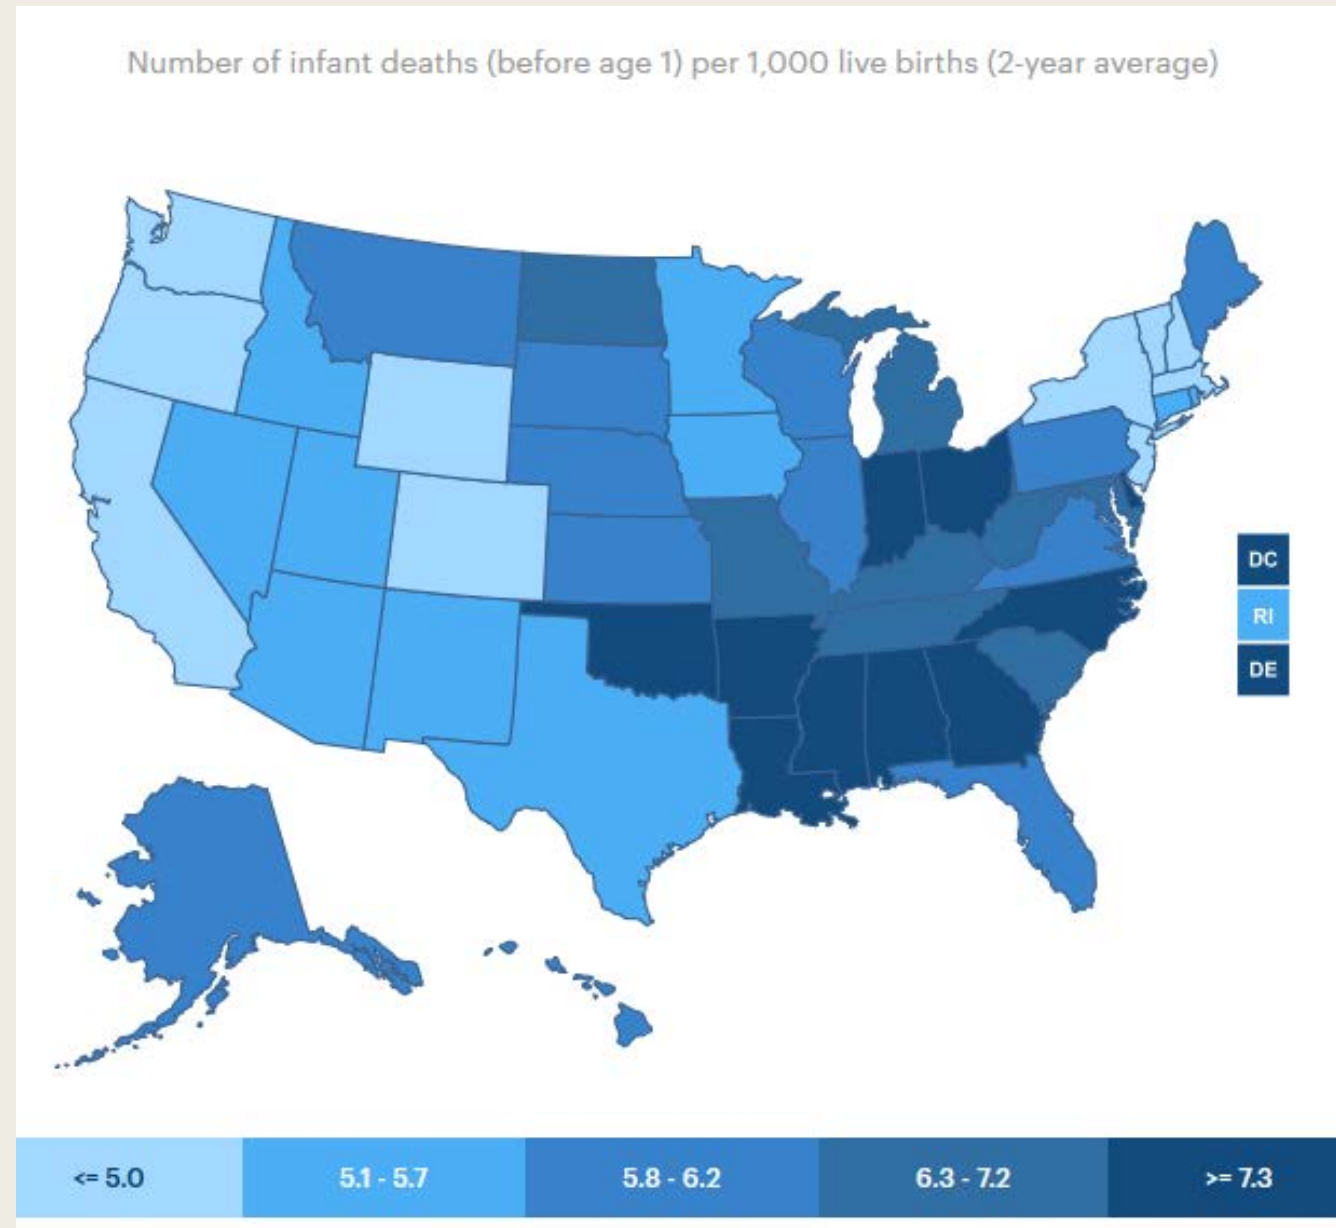 Number of infant deaths (before age 1) per 1,000 live births (2-year average)
DC
RI
DE
<= 5.0
5.1 - 5.7
5.8 - 6.2
6.3 - 7.2
>= 7.3